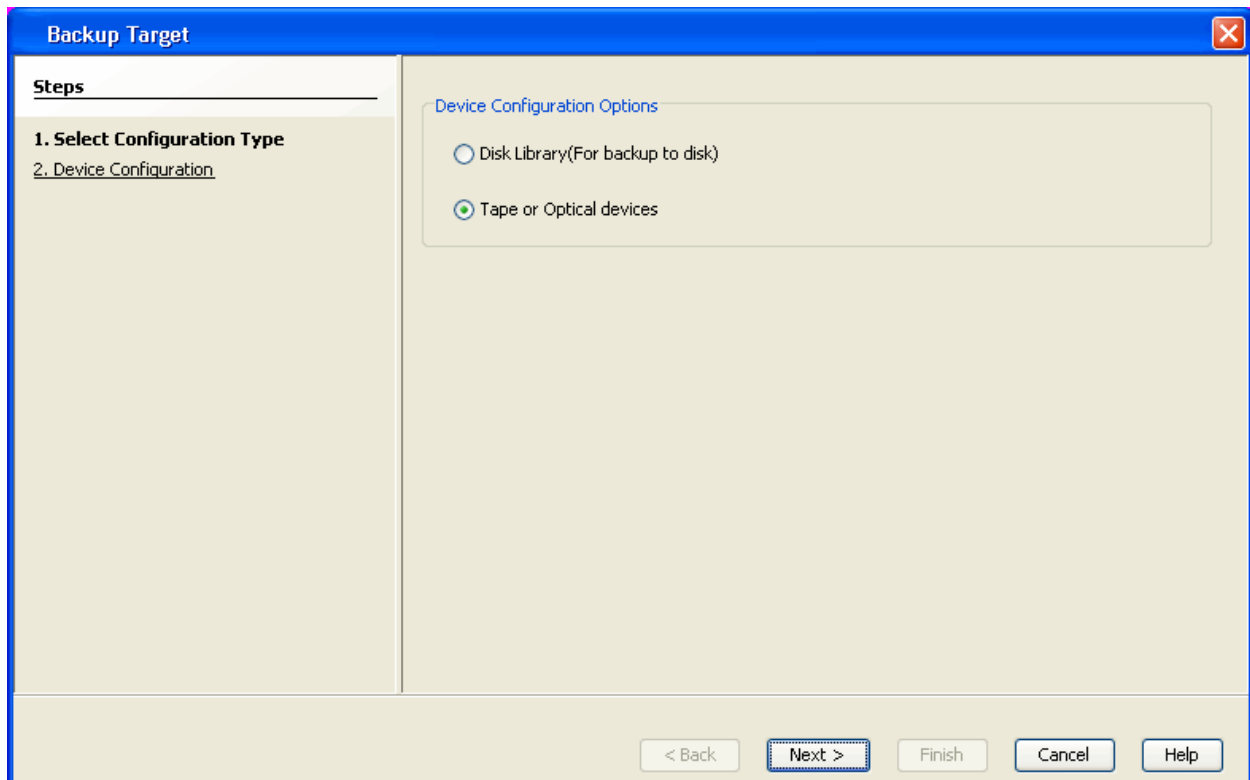 Backup Target
Steps
1. Select Configuration Type
2. Device Configuration
Device Configuration Options
Disk Library(For backup to disk)
Tape or Optical devices
< Back
Next >
Finish
Cancel
Help